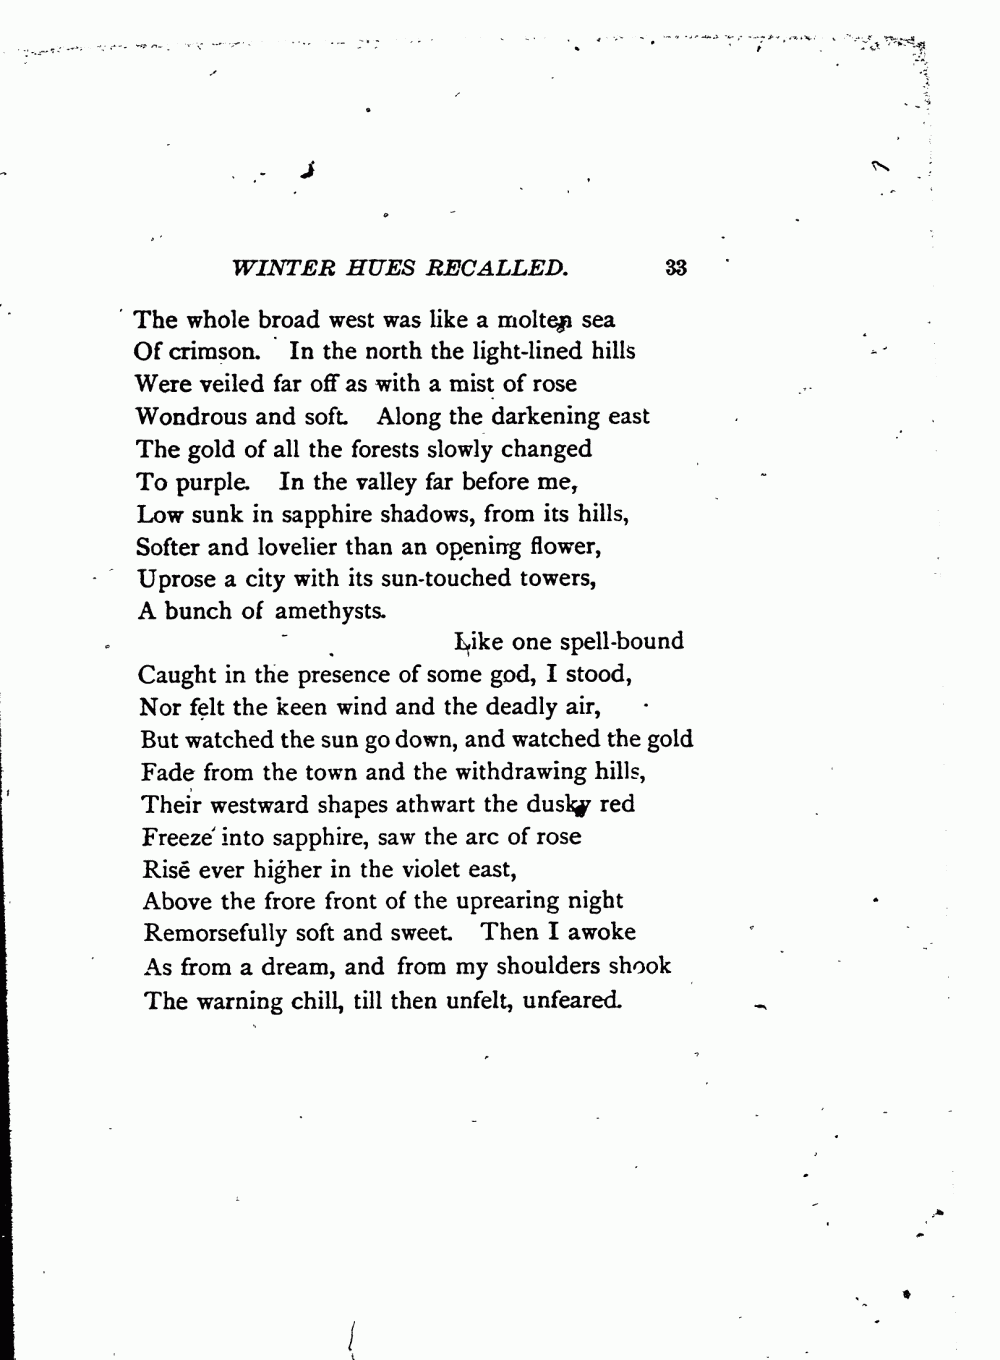 WINTER HUES RECALLED. 33
The whole broad west was like a molten sea
Of crimson. In the north the light-lined hills
Were veiled far off as with a mist of rose
Wondrous and soft. Along the darkening east
The gold of all the forests slowly changed
To purple. In the valley far before me,
Low sunk in sapphire shadows, from its hills,
Softer and lovelier than an opening flower,
Uprose a city with its sun-touched towers,
A bunch of amethysts.
Like one spell-bound
Caught in the presence of some god, I stood,
Nor felt the keen wind and the deadly air,
But watched the sun go down, and watched the gold
Fade from the town and the withdrawing hills,
Their westward shapes athwart the dusky red
Freeze into sapphire, saw the arc of rose
Rise ever higher in the violet east,
Above the frore front of the uprearing night
Remorsefully soft and sweet. Then I awoke
As from a dream, and from my shoulders shook
The warning chill, till then unfelt, unfeared.